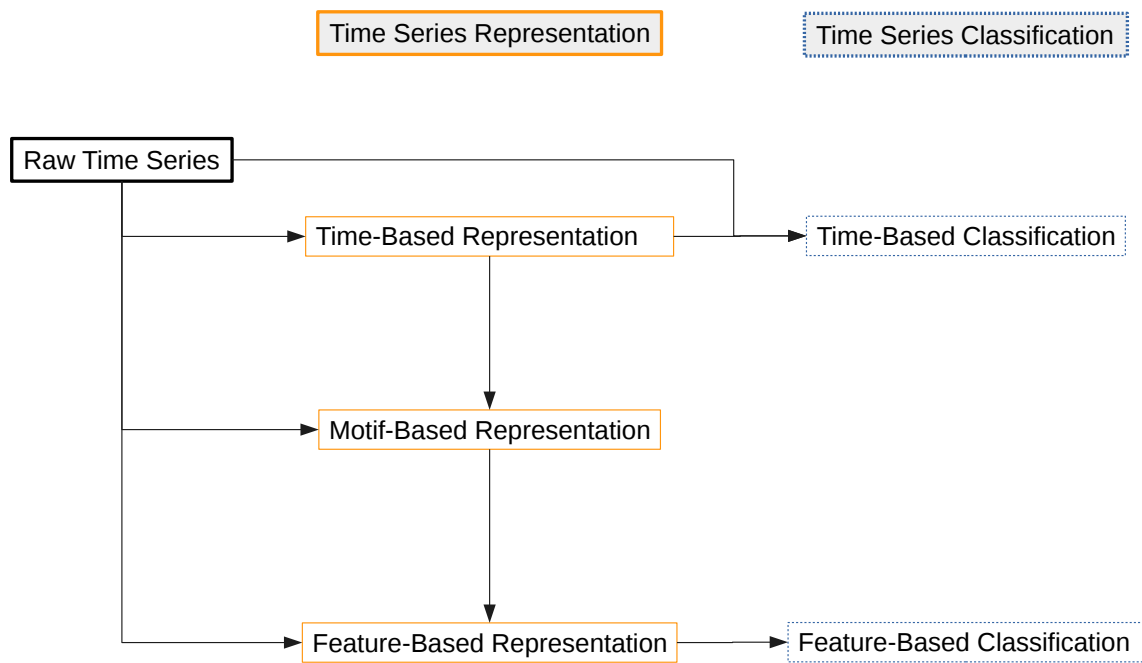 Time Series Representation
Time Series Classification
Raw Time Series
Time-Based Representation
Time-Based Classification
Motif-Based Representation
Feature-Based Representation
Feature-Based Classification